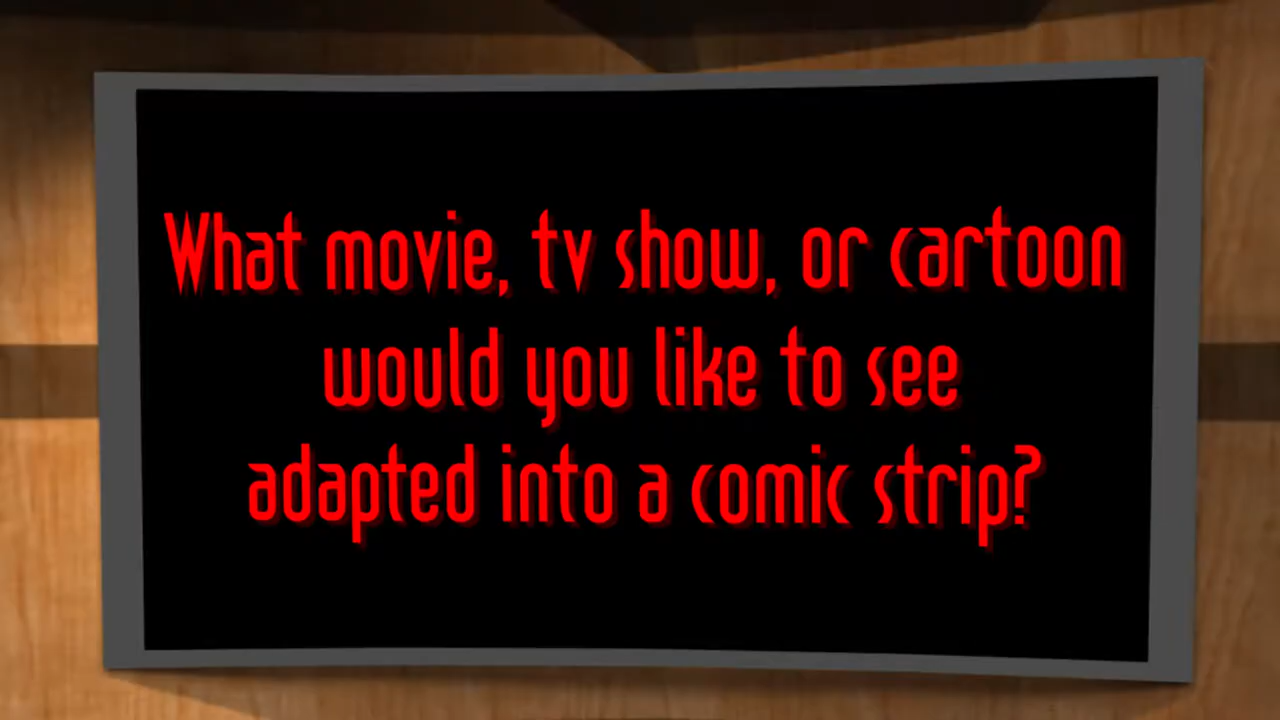 What movie, tv show, or cartoon
would you like to see
adapted into a comic strip?